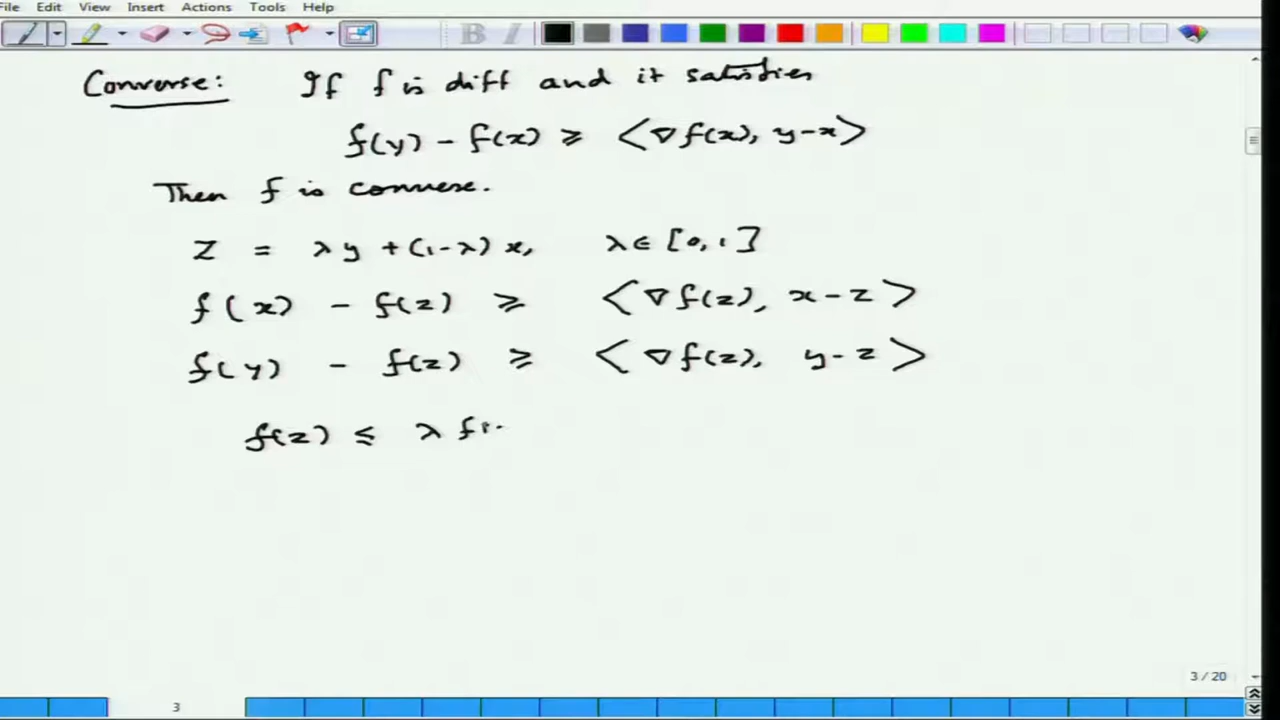 File Edit View Insert Actions Tools Help
B I
Converse: If f is diff and it satisfies
f(y) - f(x) ≥ <∇f(x), y-x>
Then f is converse.
Z = λy + (1-λ) x, λ ∈ [0,1]
f(x) - f(z) ≥ <∇f(z), x-z>
f(y) - f(z) ≥ <∇f(z), y-z>
f(z) ≤ λ f
3 / 20
3